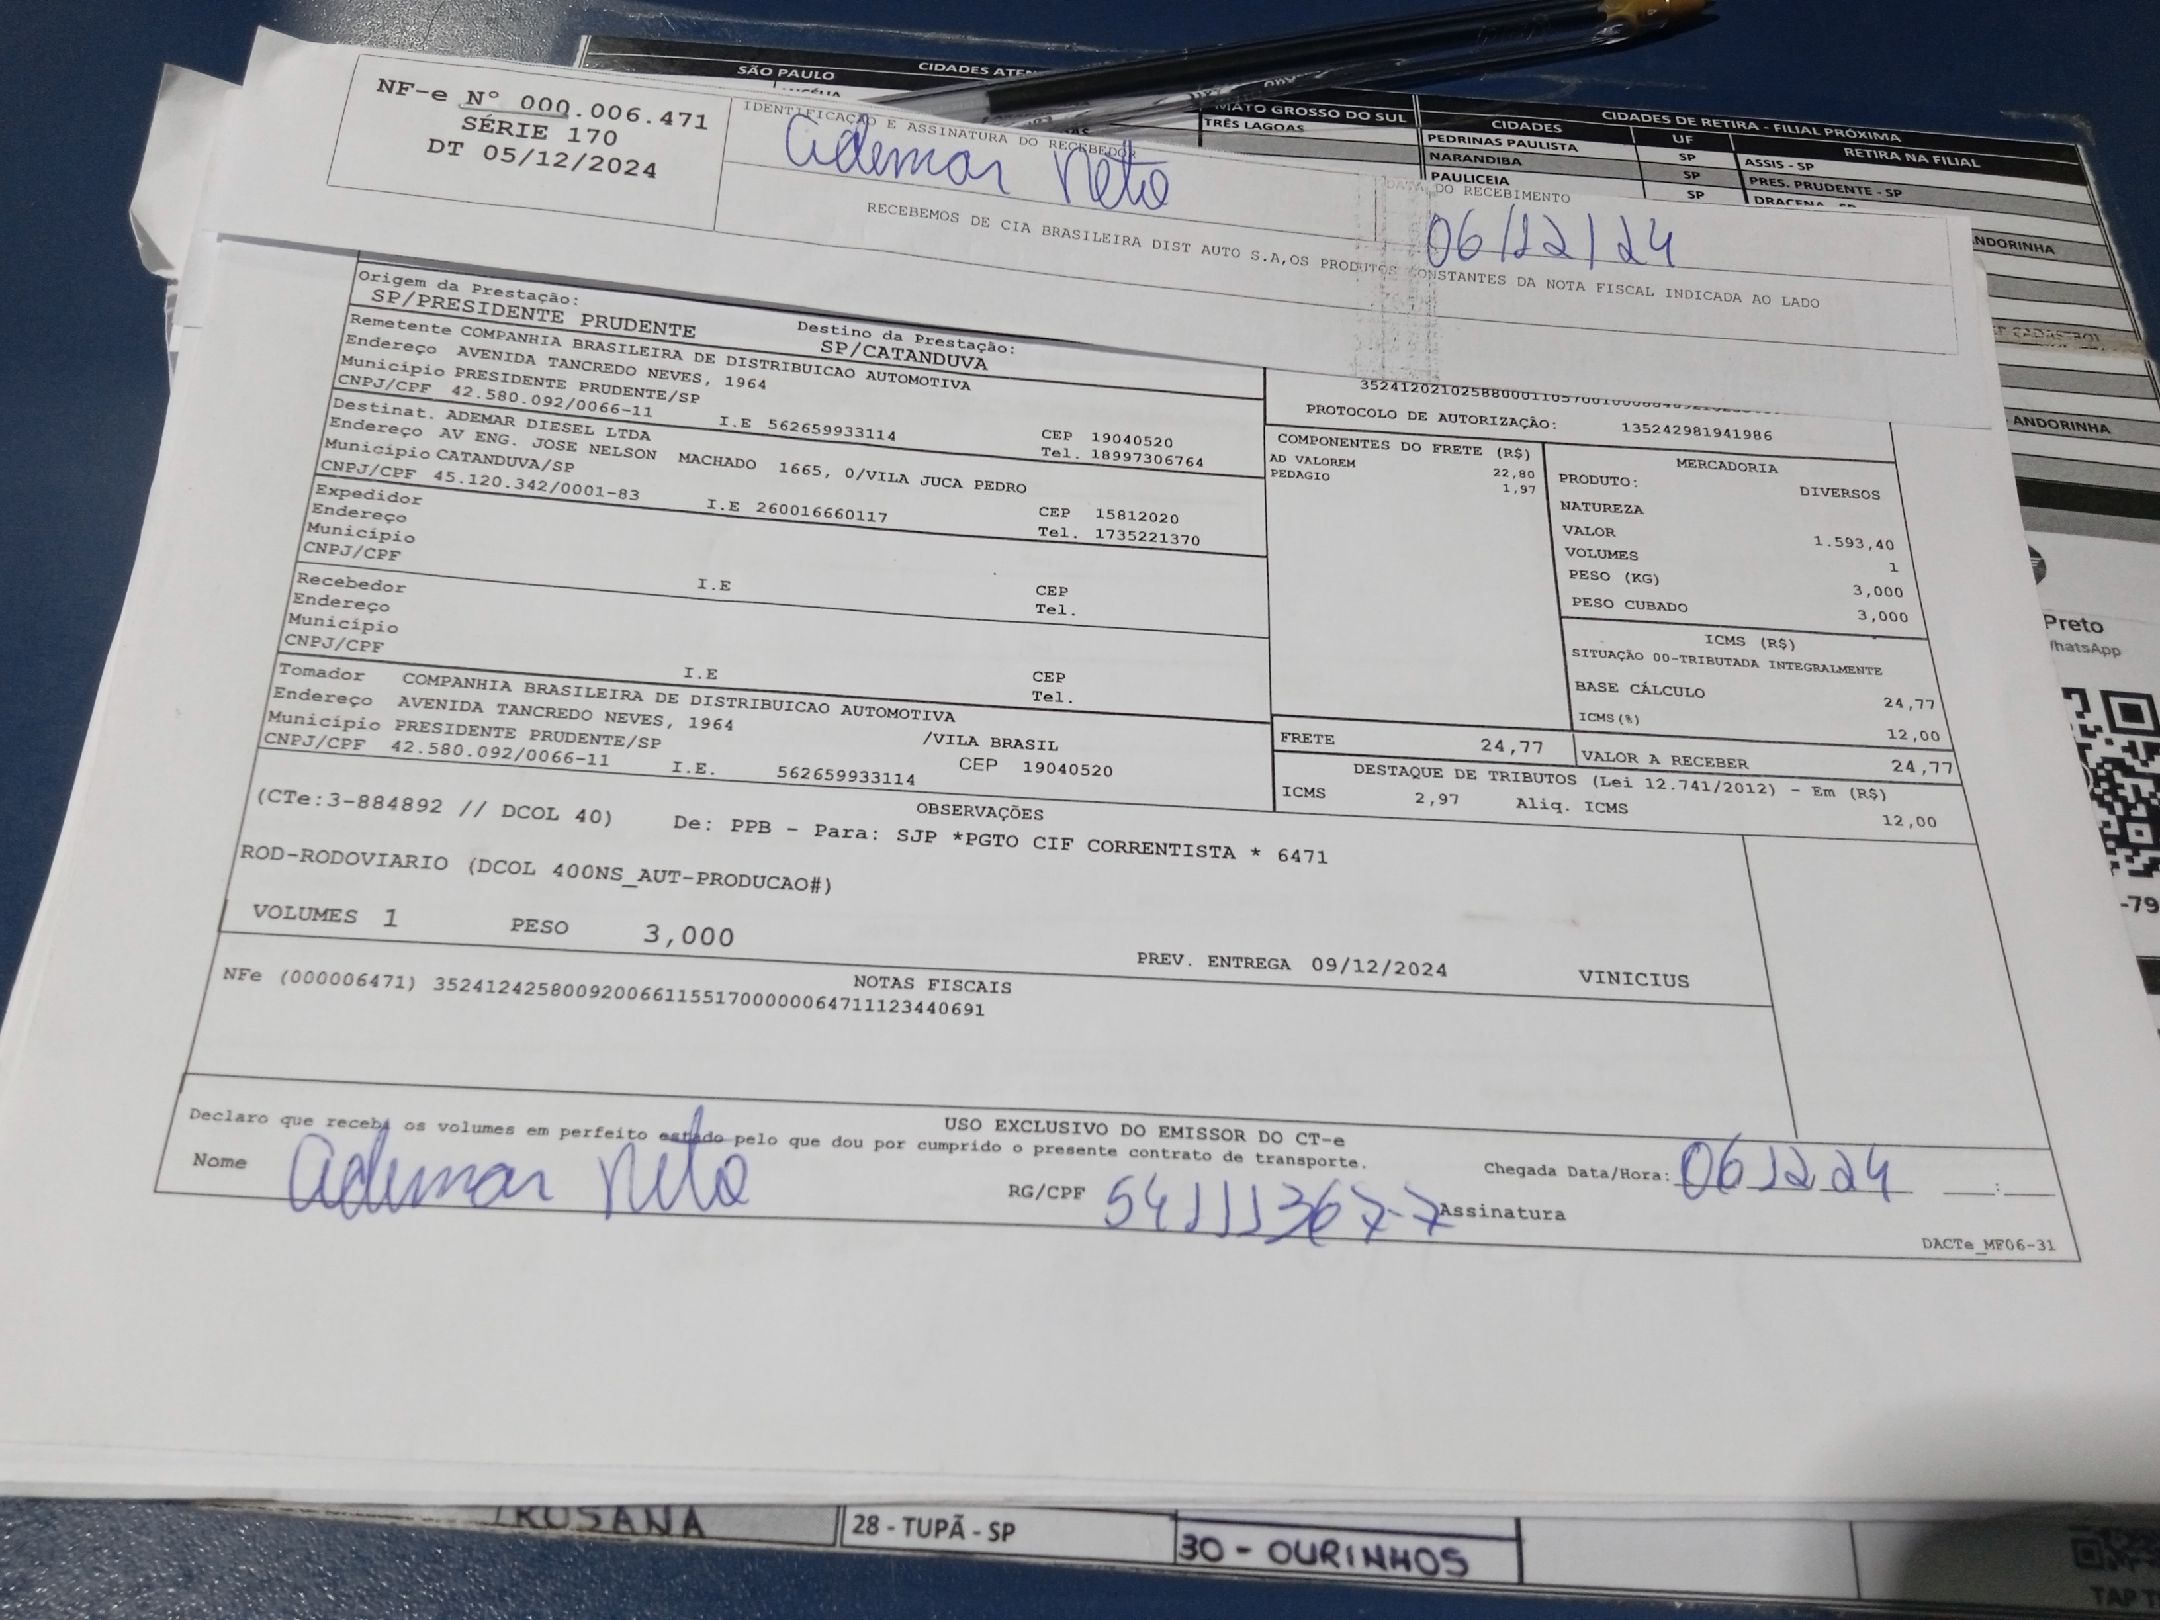 SÃO PAULO
MATO GROSSO DO SUL
TRÊS LAGOAS
CIDADES DE RETIRA - FILIAL PRÓXIMA
CIDADES UF RETIRA NA FILIAL
PEDRINAS PAULISTA SP ASSIS - SP
NARANDIBA SP PRES. PRUDENTE - SP
PAULICEIA SP DRACENA - SP
ANDORINHA
ANDORINHA
Preto
WhatsApp
-79
NF-e Nº 000.006.471
SÉRIE 170
DT 05/12/2024
IDENTIFICAÇÃO E ASSINATURA DO RECEBEDOR
Ademar Neto
DATA DO RECEBIMENTO
06/12/24
RECEBEMOS DE CIA BRASILEIRA DIST AUTO S.A,OS PRODUTOS CONSTANTES DA NOTA FISCAL INDICADA AO LADO
Origem da Prestação:
SP/PRESIDENTE PRUDENTE
Destino da Prestação:
SP/CATANDUVA
Remetente COMPANHIA BRASILEIRA DE DISTRIBUICAO AUTOMOTIVA
Endereço AVENIDA TANCREDO NEVES, 1964
Município PRESIDENTE PRUDENTE/SP CEP 19040520
CNPJ/CPF 42.580.092/0066-11 I.E 562659933114 Tel. 18997306764
Destinat. ADEMAR DIESEL LTDA
Endereço AV ENG. JOSE NELSON MACHADO 1665, 0/VILA JUCA PEDRO
Município CATANDUVA/SP CEP 15812020
CNPJ/CPF 45.120.342/0001-83 I.E 260016660117 Tel. 1735221370
Expedidor
Endereço
Município CEP
CNPJ/CPF I.E Tel.
Recebedor
Endereço
Município CEP
CNPJ/CPF I.E Tel.
Tomador COMPANHIA BRASILEIRA DE DISTRIBUICAO AUTOMOTIVA
Endereço AVENIDA TANCREDO NEVES, 1964 /VILA BRASIL
Município PRESIDENTE PRUDENTE/SP CEP 19040520
CNPJ/CPF 42.580.092/0066-11 I.E. 562659933114
PROTOCOLO DE AUTORIZAÇÃO: 135242981941986
COMPONENTES DO FRETE (R$)
AD VALOREM 22,80
PEDAGIO 1,97
MERCADORIA
PRODUTO: DIVERSOS
NATUREZA
VALOR 1.593,40
VOLUMES 1
PESO (KG) 3,000
PESO CUBADO 3,000
ICMS (R$)
SITUAÇÃO 00-TRIBUTADA INTEGRALMENTE
BASE CÁLCULO 24,77
ICMS(%) 12,00
FRETE 24,77 VALOR A RECEBER 24,77
DESTAQUE DE TRIBUTOS (Lei 12.741/2012) - Em (R$)
ICMS 2,97 Aliq. ICMS 12,00
OBSERVAÇÕES
(CTe:3-884892 // DCOL 40) De: PPB - Para: SJP *PGTO CIF CORRENTISTA * 6471
ROD-RODOVIARIO (DCOL 400NS_AUT-PRODUCAO#)
VOLUMES 1 PESO 3,000 PREV. ENTREGA 09/12/2024 VINICIUS
NOTAS FISCAIS
NFe (000006471) 35241242580092006611551700000064711123440691
USO EXCLUSIVO DO EMISSOR DO CT-e
Declaro que recebi os volumes em perfeito estado pelo que dou por cumprido o presente contrato de transporte.
Nome Ademar Neto RG/CPF 54111367-7 Assinatura
Chegada Data/Hora: 06 12 24 __:__
DACTe_MF06-31
ROSANA
28 - TUPÃ - SP
30 - OURINHOS